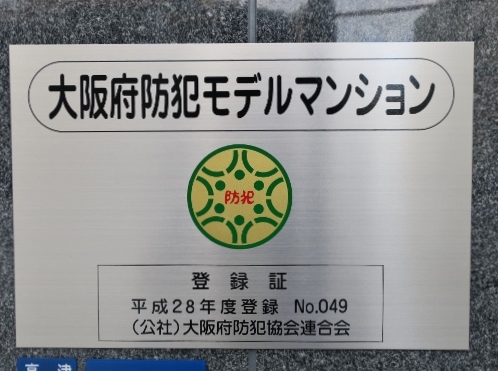 大阪府防犯モデルマンション
防犯
登録証
平成28年度登録 No.049
(公社)大阪府防犯協会連合会
高津